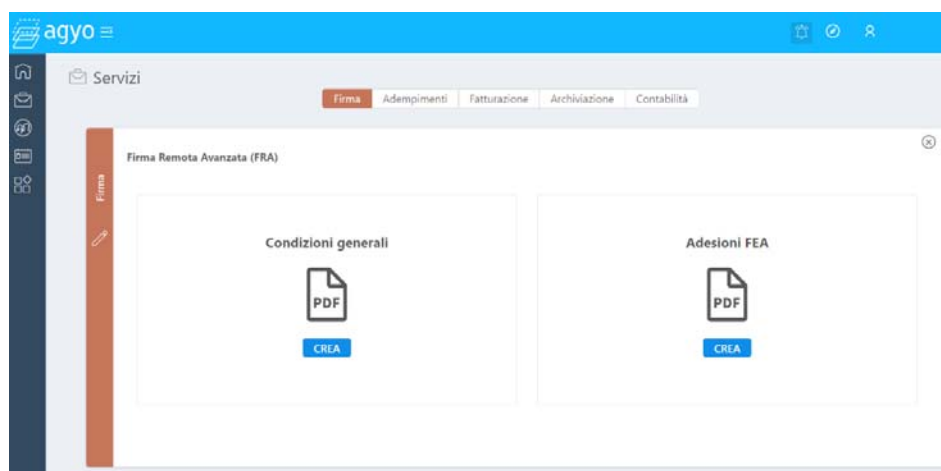 agyo
Servizi
Firma Adempimenti Fatturazione Archiviazione Contabilità
Firma Remota Avanzata (FRA)
Firma
Condizioni generali Adesioni FEA
PDF PDF
CREA CREA